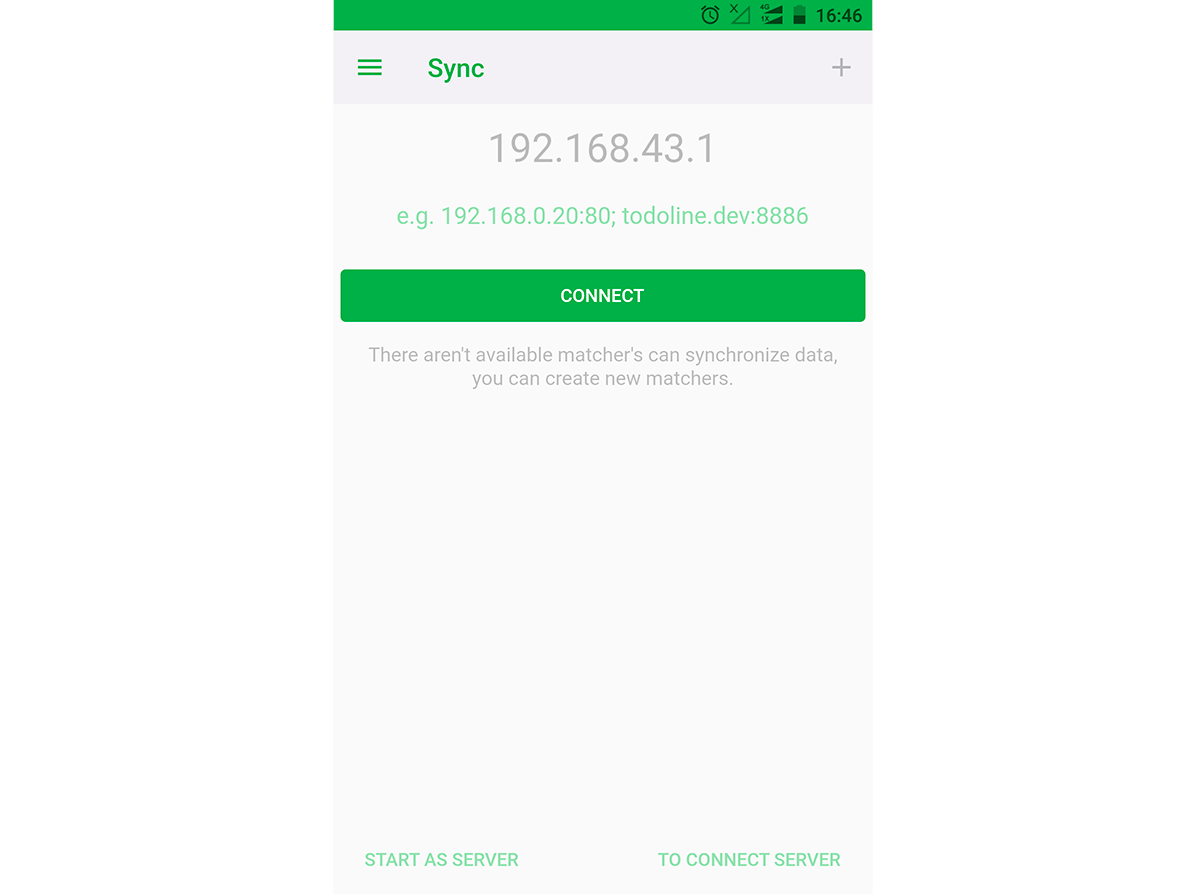 4G
X
1X
16:46
Sync
192.168.43.1
e.g. 192.168.0.20:80; todoline.dev:8886
CONNECT
There aren't available matcher's can synchronize data,
you can create new matchers.
START AS SERVER
TO CONNECT SERVER